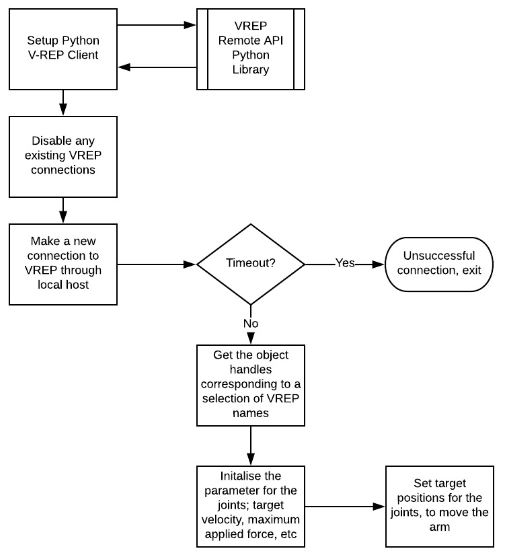 Setup Python
V-REP Client
VREP
Remote API
Python
Library
Disable any
existing VREP
connections
Make a new
connection to
VREP through
local host
Timeout?
Yes
Unsuccessful
connection, exit
No
Get the object
handles
corresponding to a
selection of VREP
names
Initalise the
parameter for the
joints; target
velocity, maximum
applied force, etc
Set target
positions for the
joints, to move the
arm